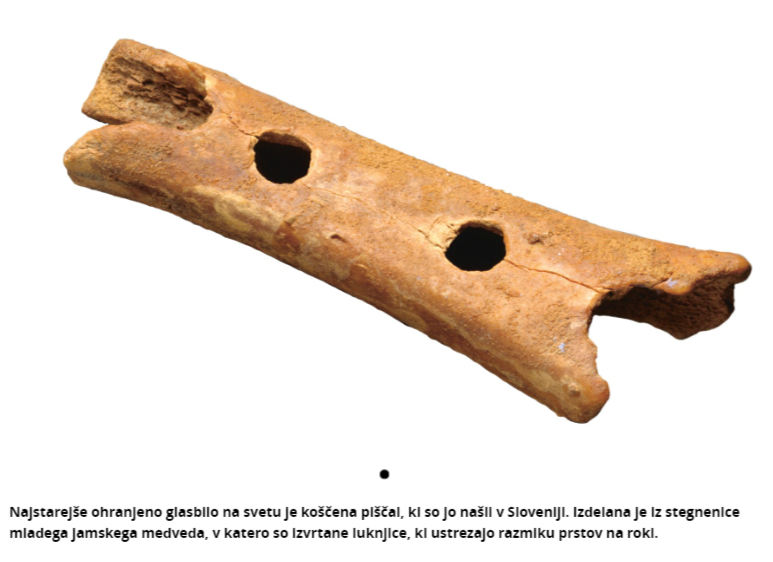 Najstarejše ohranjeno glasbilo na svetu je koščena piščal, ki so jo našli v Sloveniji. Izdelana je iz stegnenice
mladega jamskega medveda, v katero so izvrtane luknjice, ki ustrezajo razmiku prstov na roki.